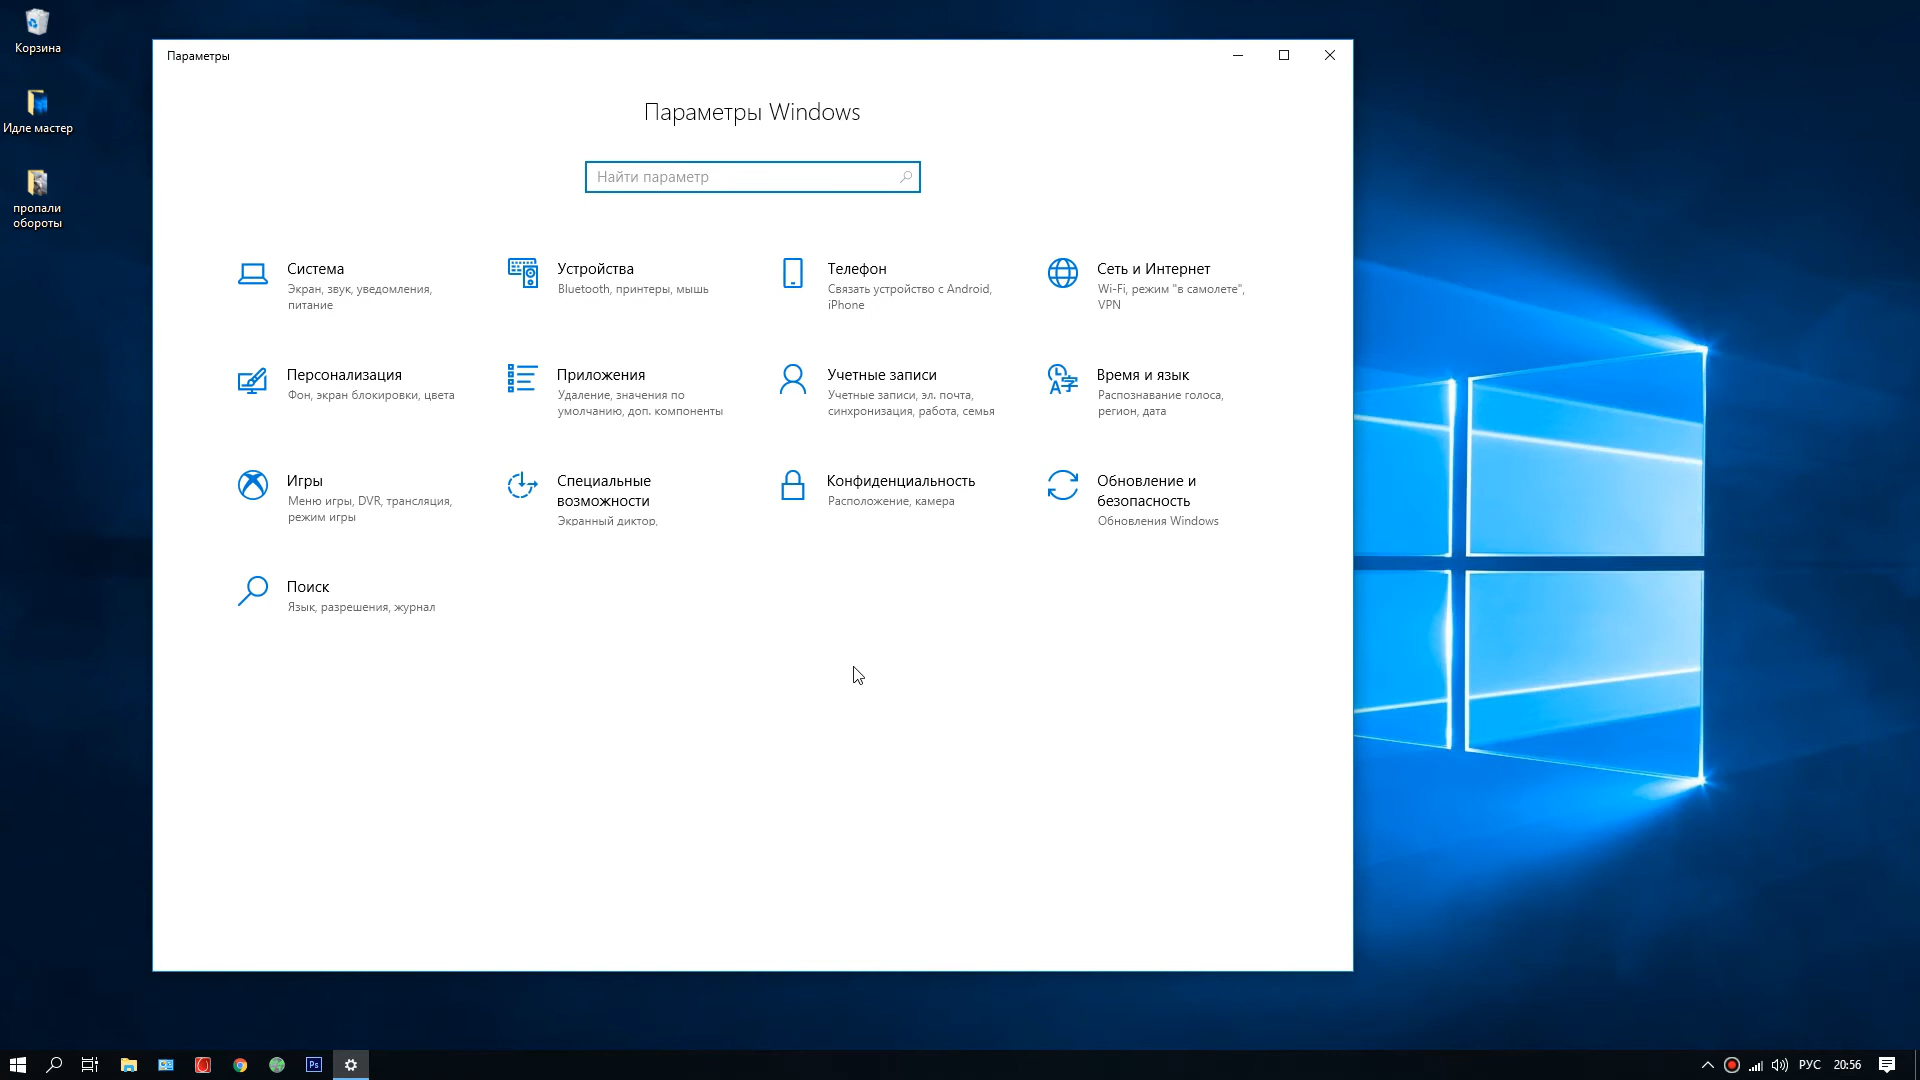 Корзина
Идле мастер
пропали
обороты
Параметры
Параметры Windows
Найти параметр
Система
Экран, звук, уведомления,
питание
Устройства
Bluetooth, принтеры, мышь
Телефон
Связать устройство с Android,
iPhone
Сеть и Интернет
Wi-Fi, режим "в самолете",
VPN
Персонализация
Фон, экран блокировки, цвета
Приложения
Удаление, значения по
умолчанию, доп. компоненты
Учетные записи
Учетные записи, эл. почта,
синхронизация, работа, семья
Время и язык
Распознавание голоса,
регион, дата
Игры
Меню игры, DVR, трансляция,
режим игры
Специальные
возможности
Экранный диктор,
Конфиденциальность
Расположение, камера
Обновление и
безопасность
Обновления Windows
Поиск
Язык, разрешения, журнал
Ps
РУС
20:56